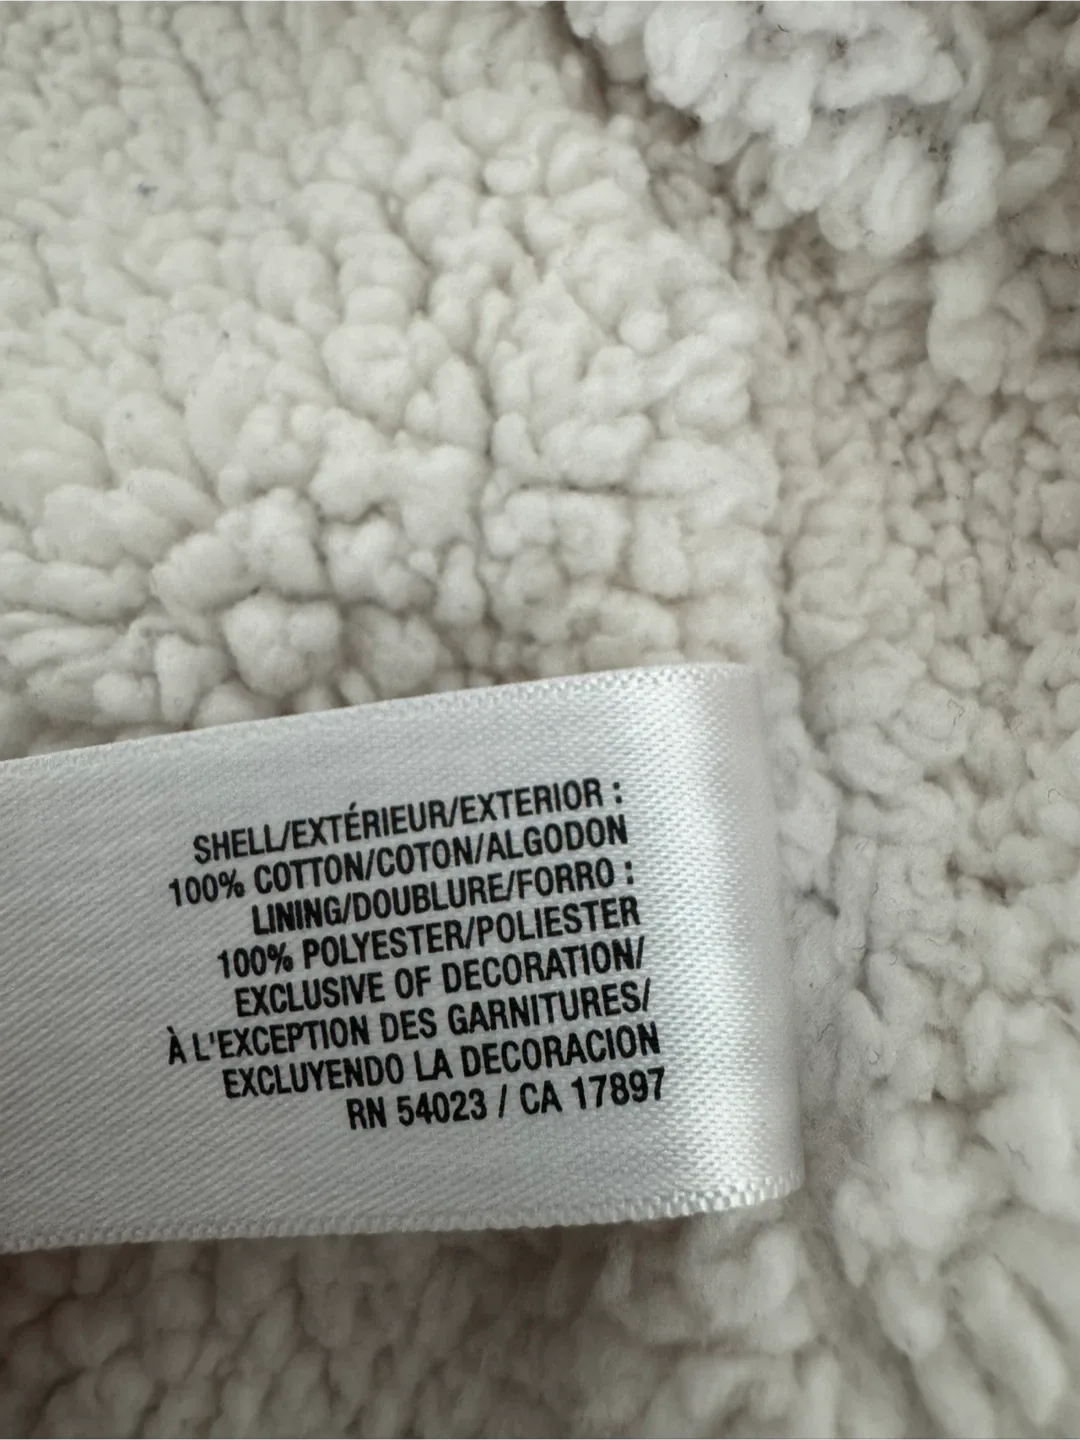 SHELL/EXTÉRIEUR/EXTERIOR :
100% COTTON/COTON/ALGODON
LINING/DOUBLURE/FORRO :
100% POLYESTER/POLIESTER
EXCLUSIVE OF DECORATION/
À L'EXCEPTION DES GARNITURES/
EXCLUYENDO LA DECORACION
RN 54023 / CA 17897